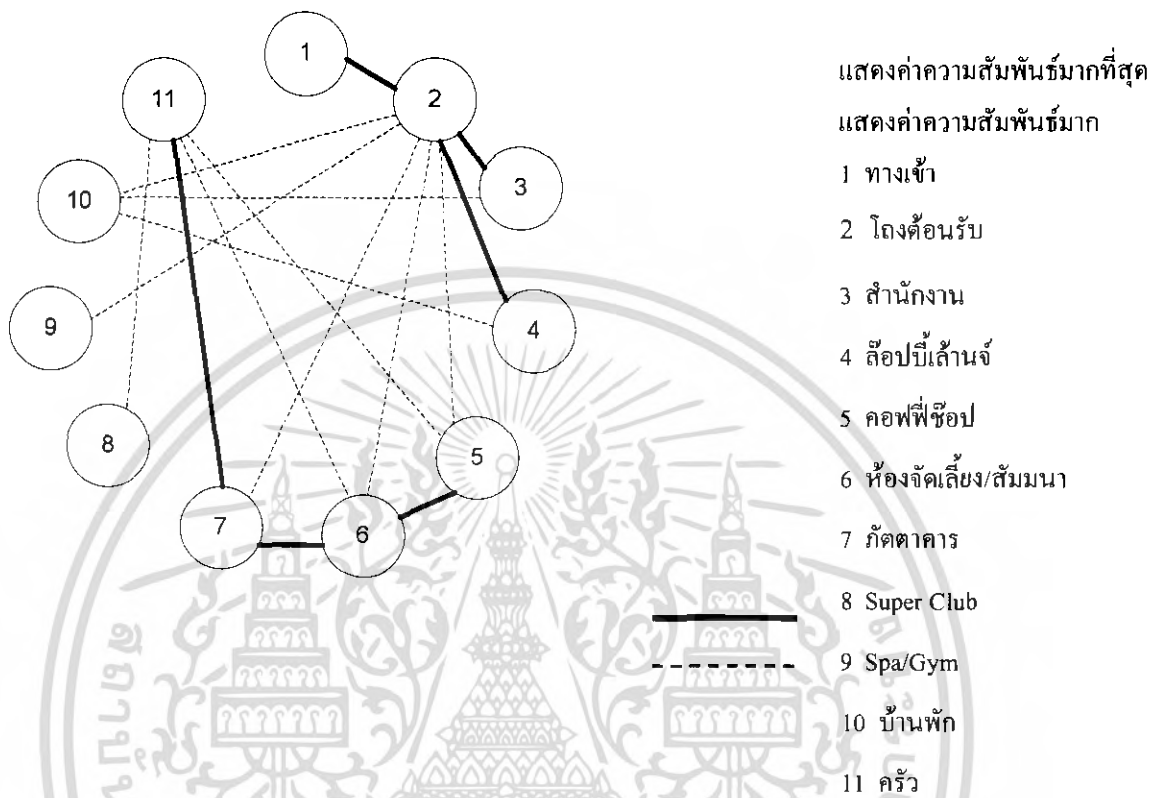 1
2
11
3
10
4
9
5
8
6
7
แสดงค่าความสัมพันธ์มากที่สุด
แสดงค่าความสัมพันธ์มาก
1 ทางเข้า
2 โถงต้อนรับ
3 สำนักงาน
4 ล๊อปบี้เล้านจ์
5 คอฟฟี่ช๊อป
6 ห้องจัดเลี้ยง/สัมมนา
7 ภัตตาคาร
8 Super Club
9 Spa/Gym
10 บ้านพัก
11 ครัว